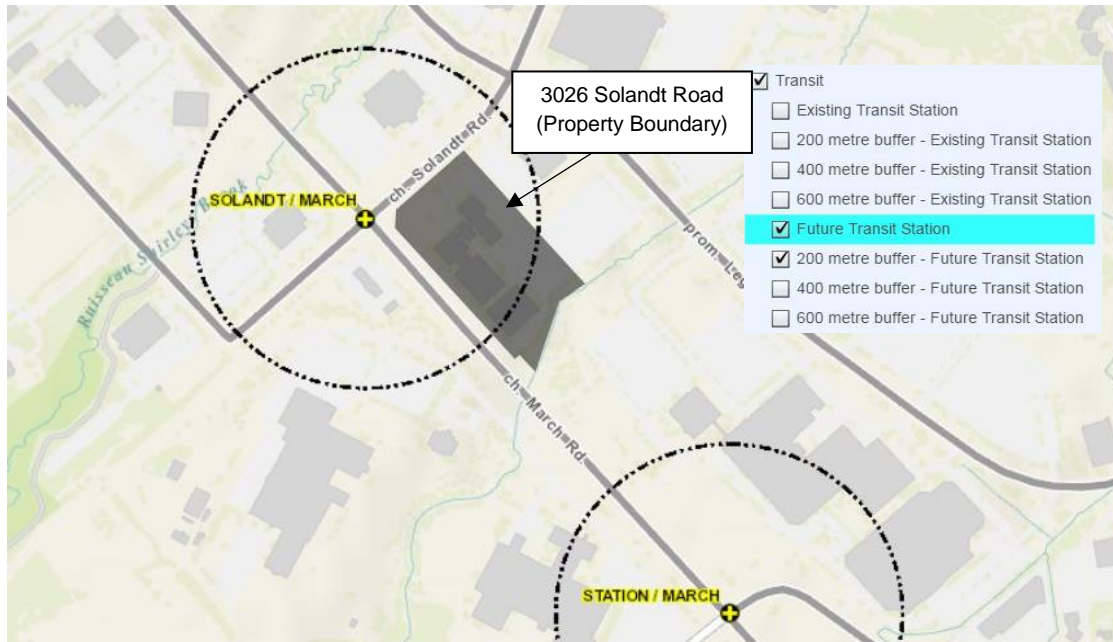 3026 Solandt Road
(Property Boundary)
Transit
Existing Transit Station
200 metre buffer - Existing Transit Station
400 metre buffer - Existing Transit Station
600 metre buffer - Existing Transit Station
Future Transit Station
200 metre buffer - Future Transit Station
400 metre buffer - Future Transit Station
600 metre buffer - Future Transit Station
ch. Solandt Rd.
SOLANDT / MARCH
Ruisseau Shirley's Brook
prom. Leg
ch. March Rd.
STATION / MARCH